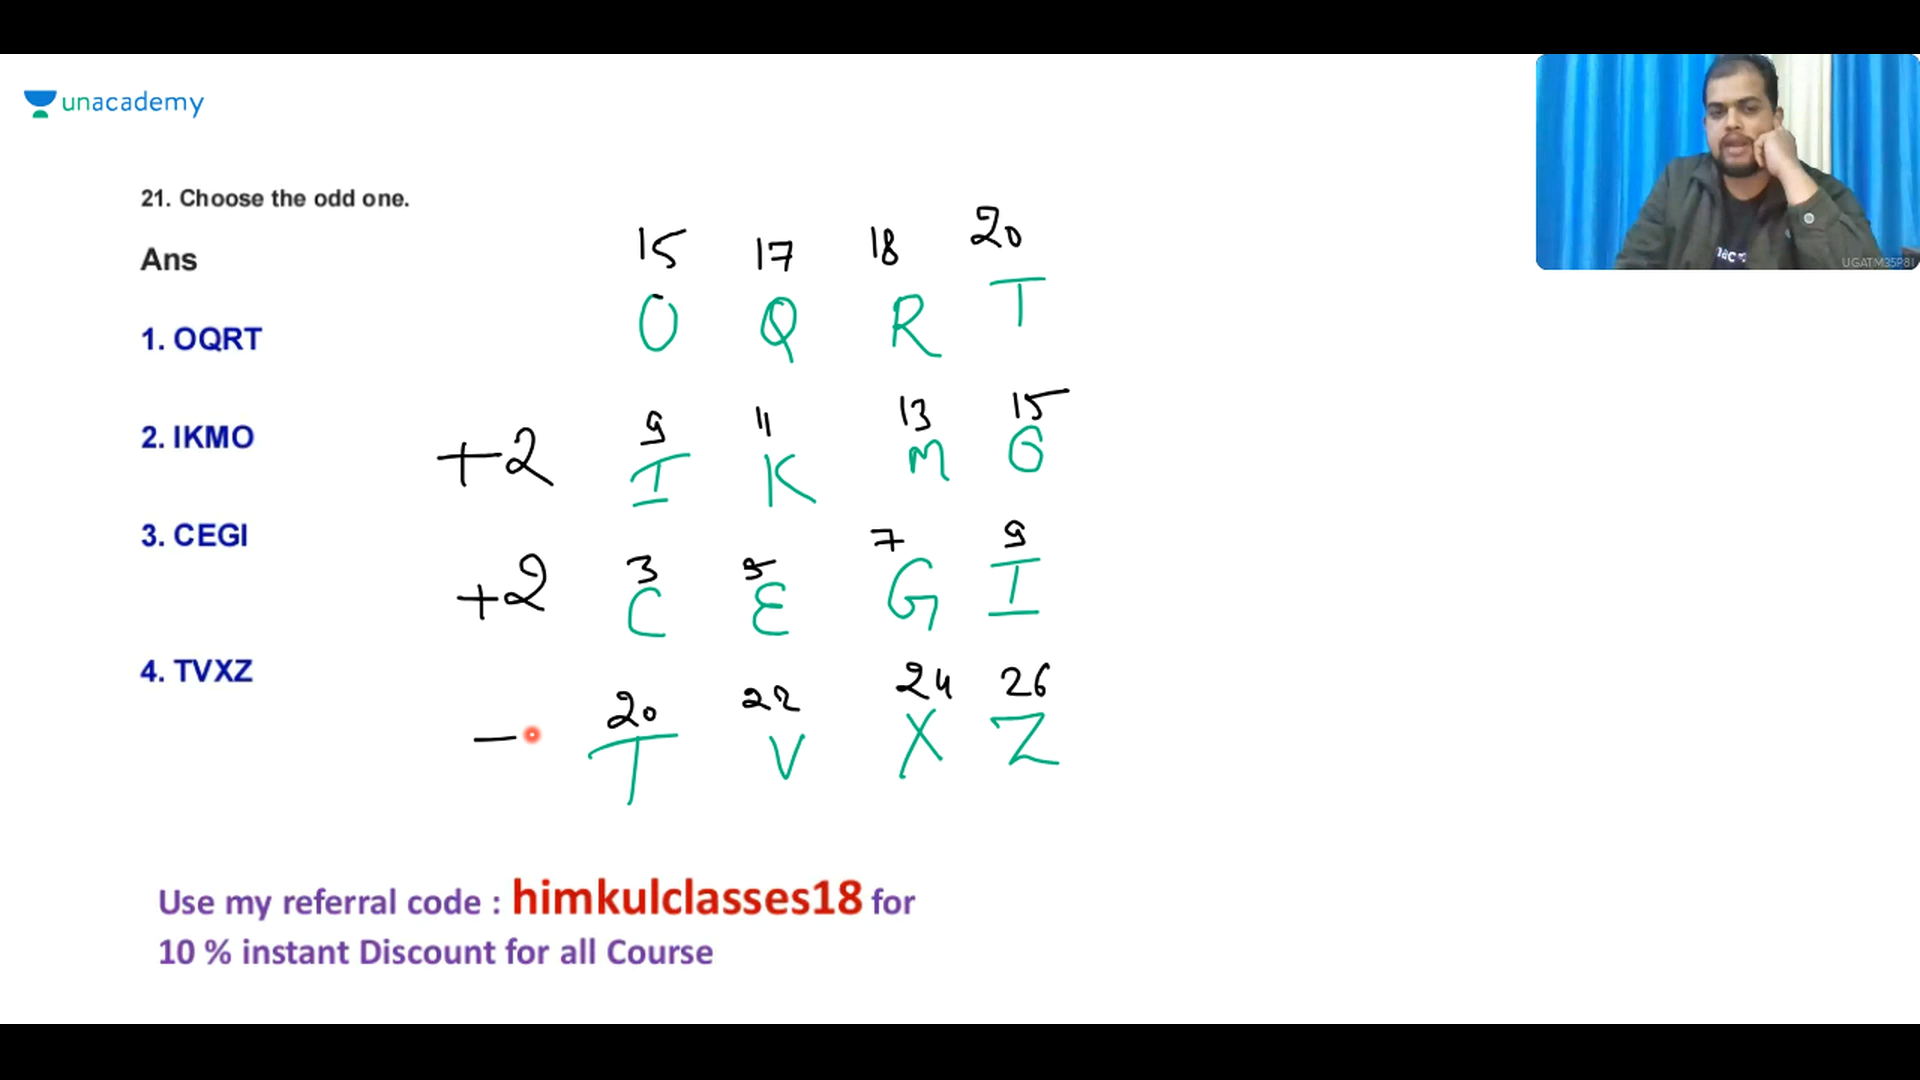 unacademy
21. Choose the odd one.
Ans
1. OQRT
2. IKMO
3. CEGI
4. TVXZ
15 17 18 20
O Q R T
9 11 13 15
+2 I K M O
3 5 7 9
+2 C E G I
20 22 24 26
– T V X Z
Use my referral code : himkulclasses18 for
10 % instant Discount for all Course
UGATM35P8I